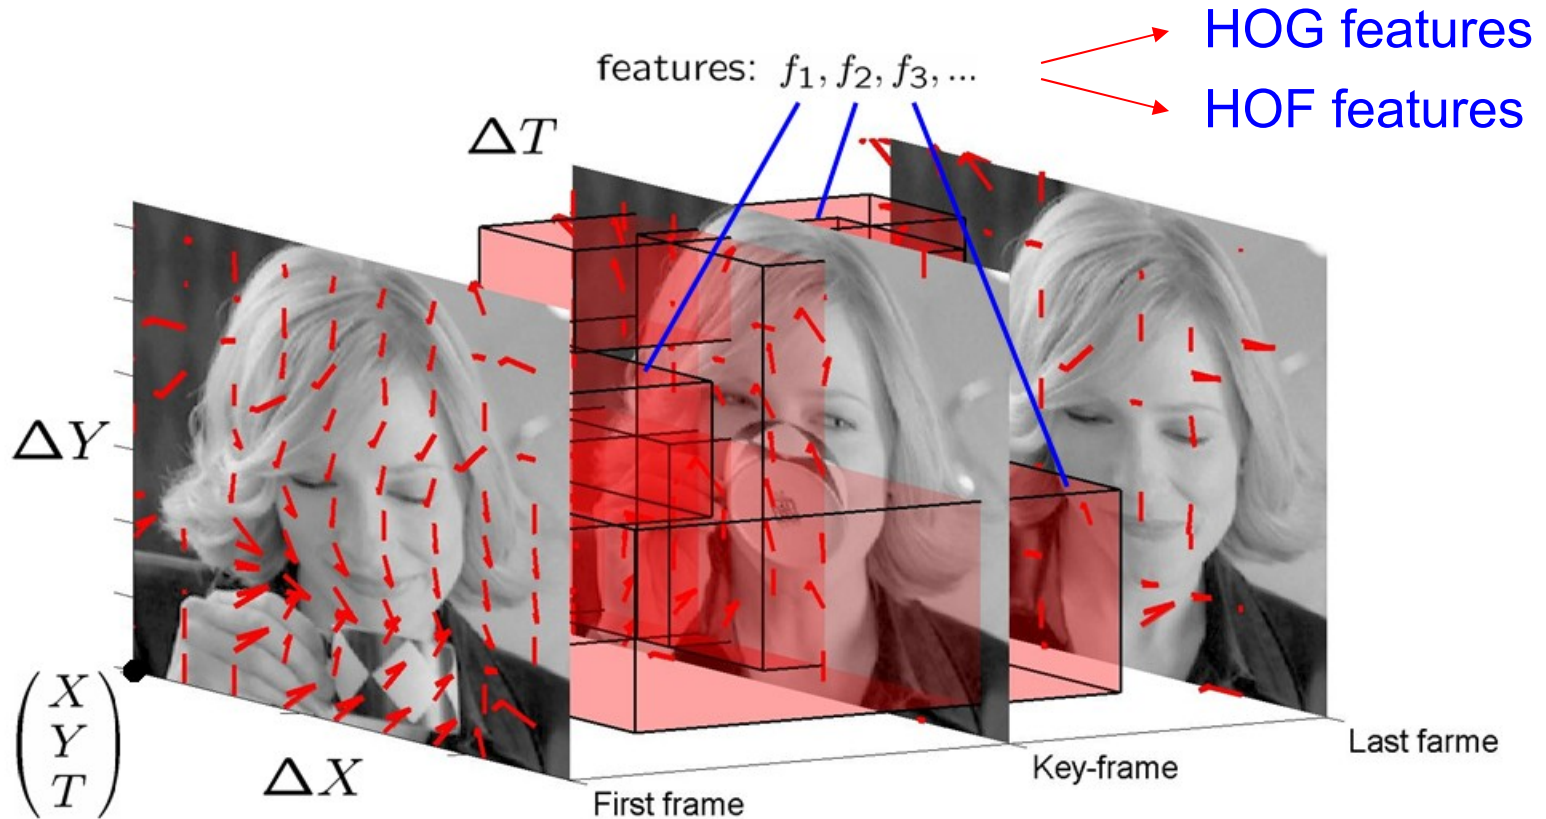 HOG features
features: f₁, f₂, f₃, ...
HOF features
ΔT
ΔY
X
Y
T
ΔX
First frame
Key-frame
Last farme